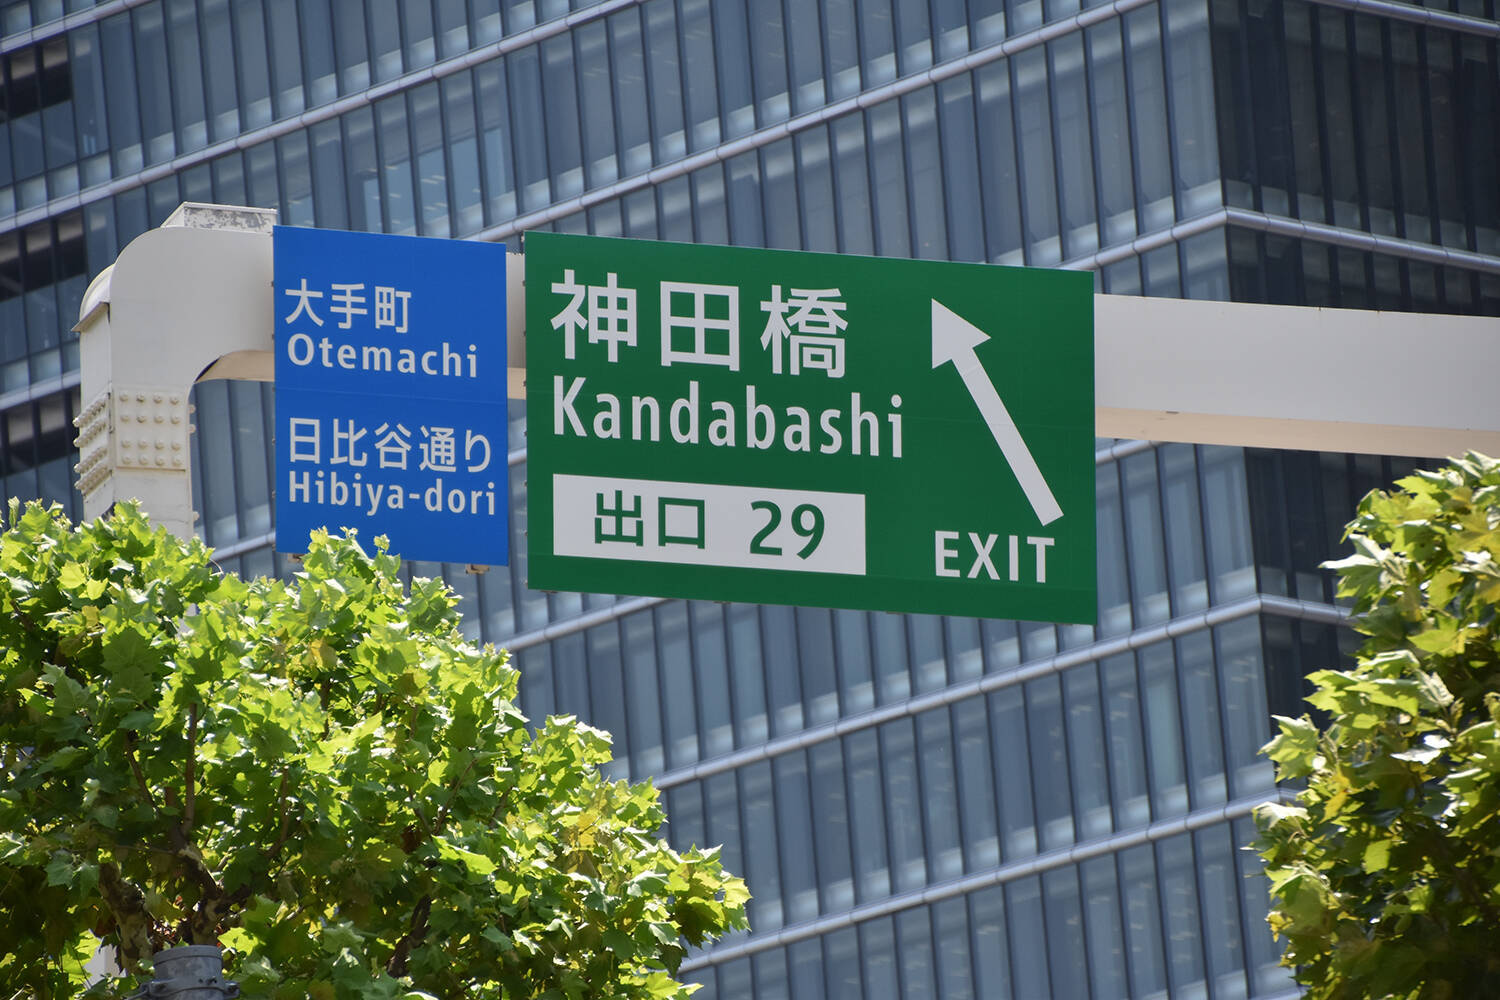 大手町
Otemachi
日比谷通り
Hibiya-dori
神田橋
Kandabashi
出口 29
EXIT